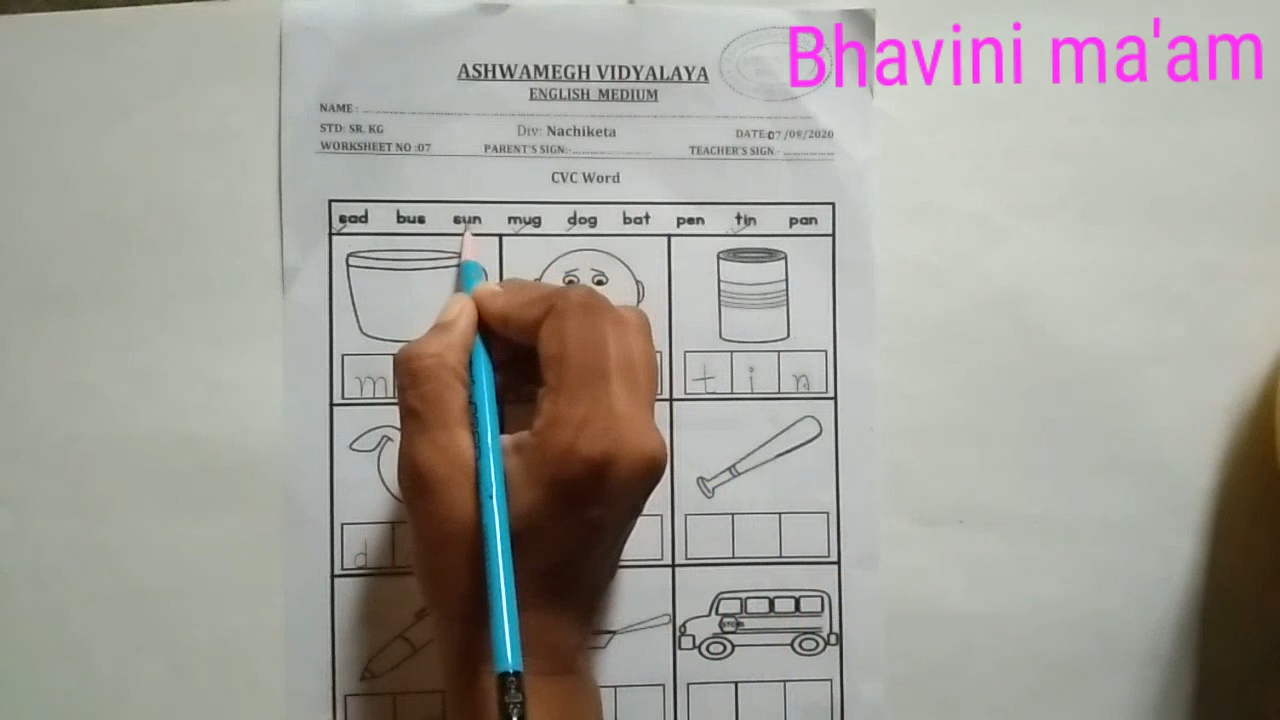 Bhavini ma'am
ASHWAMEGH VIDYALAYA
ENGLISH MEDIUM
NAME :
STD: SR. KG Div: Nachiketa DATE:07/08/2020
WORKSHEET NO :07 PARENT'S SIGN:- TEACHER'S SIGN.-
CVC Word
sad bus sun mug dog bat pen tin pan
m t i n
d